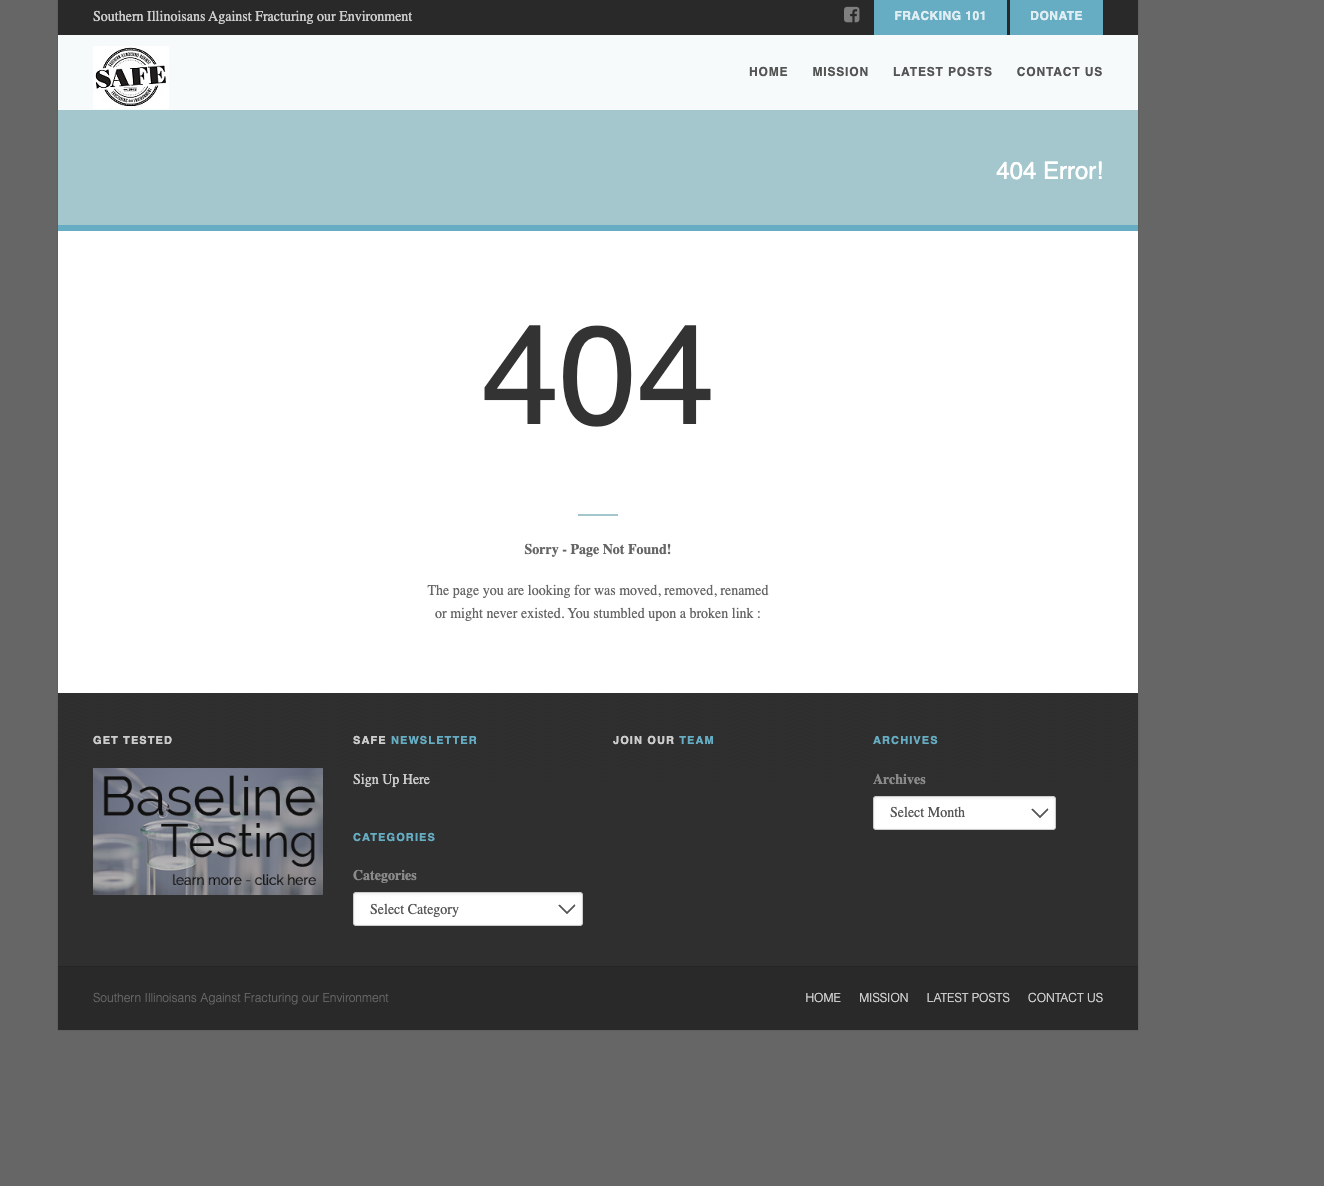 Southern Illinoisans Against Fracturing our Environment
FRACKING 101
DONATE
SAFE
HOME
MISSION
LATEST POSTS
CONTACT US
404 Error!
404
Sorry - Page Not Found!
The page you are looking for was moved, removed, renamed
or might never existed. You stumbled upon a broken link :
GET TESTED
Baseline
Testing
learn more - click here
SAFE NEWSLETTER
Sign Up Here
CATEGORIES
Categories
Select Category
JOIN OUR TEAM
ARCHIVES
Archives
Select Month
Southern Illinoisans Against Fracturing our Environment
HOME
MISSION
LATEST POSTS
CONTACT US